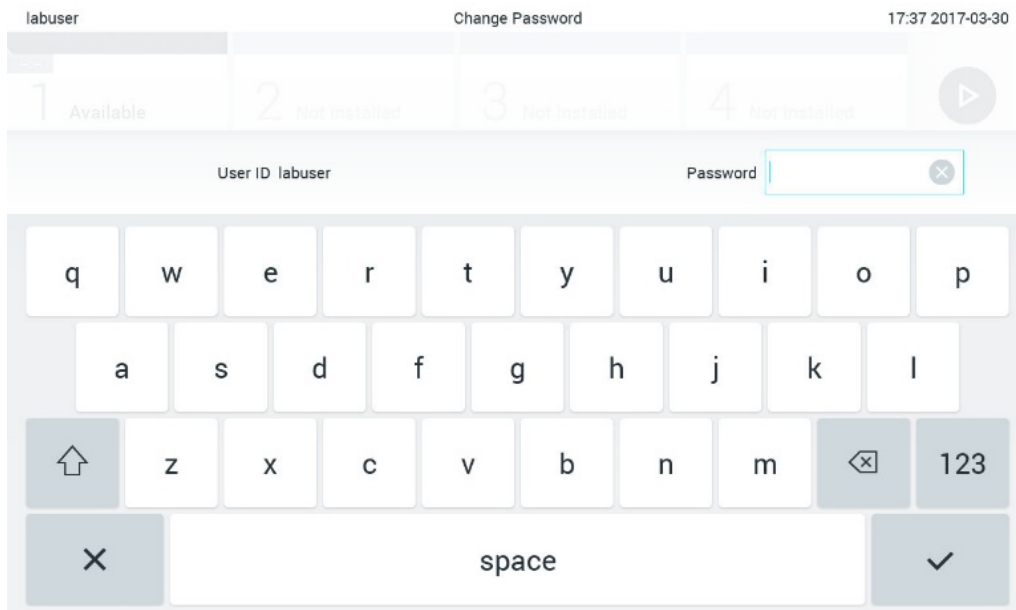 labuser Change Password 17:37 2017-03-30
1 Available 2 Not installed 3 Not installed 4 Not installed
User ID labuser Password
q w e r t y u i o p
a s d f g h j k l
z x c v b n m 123
space